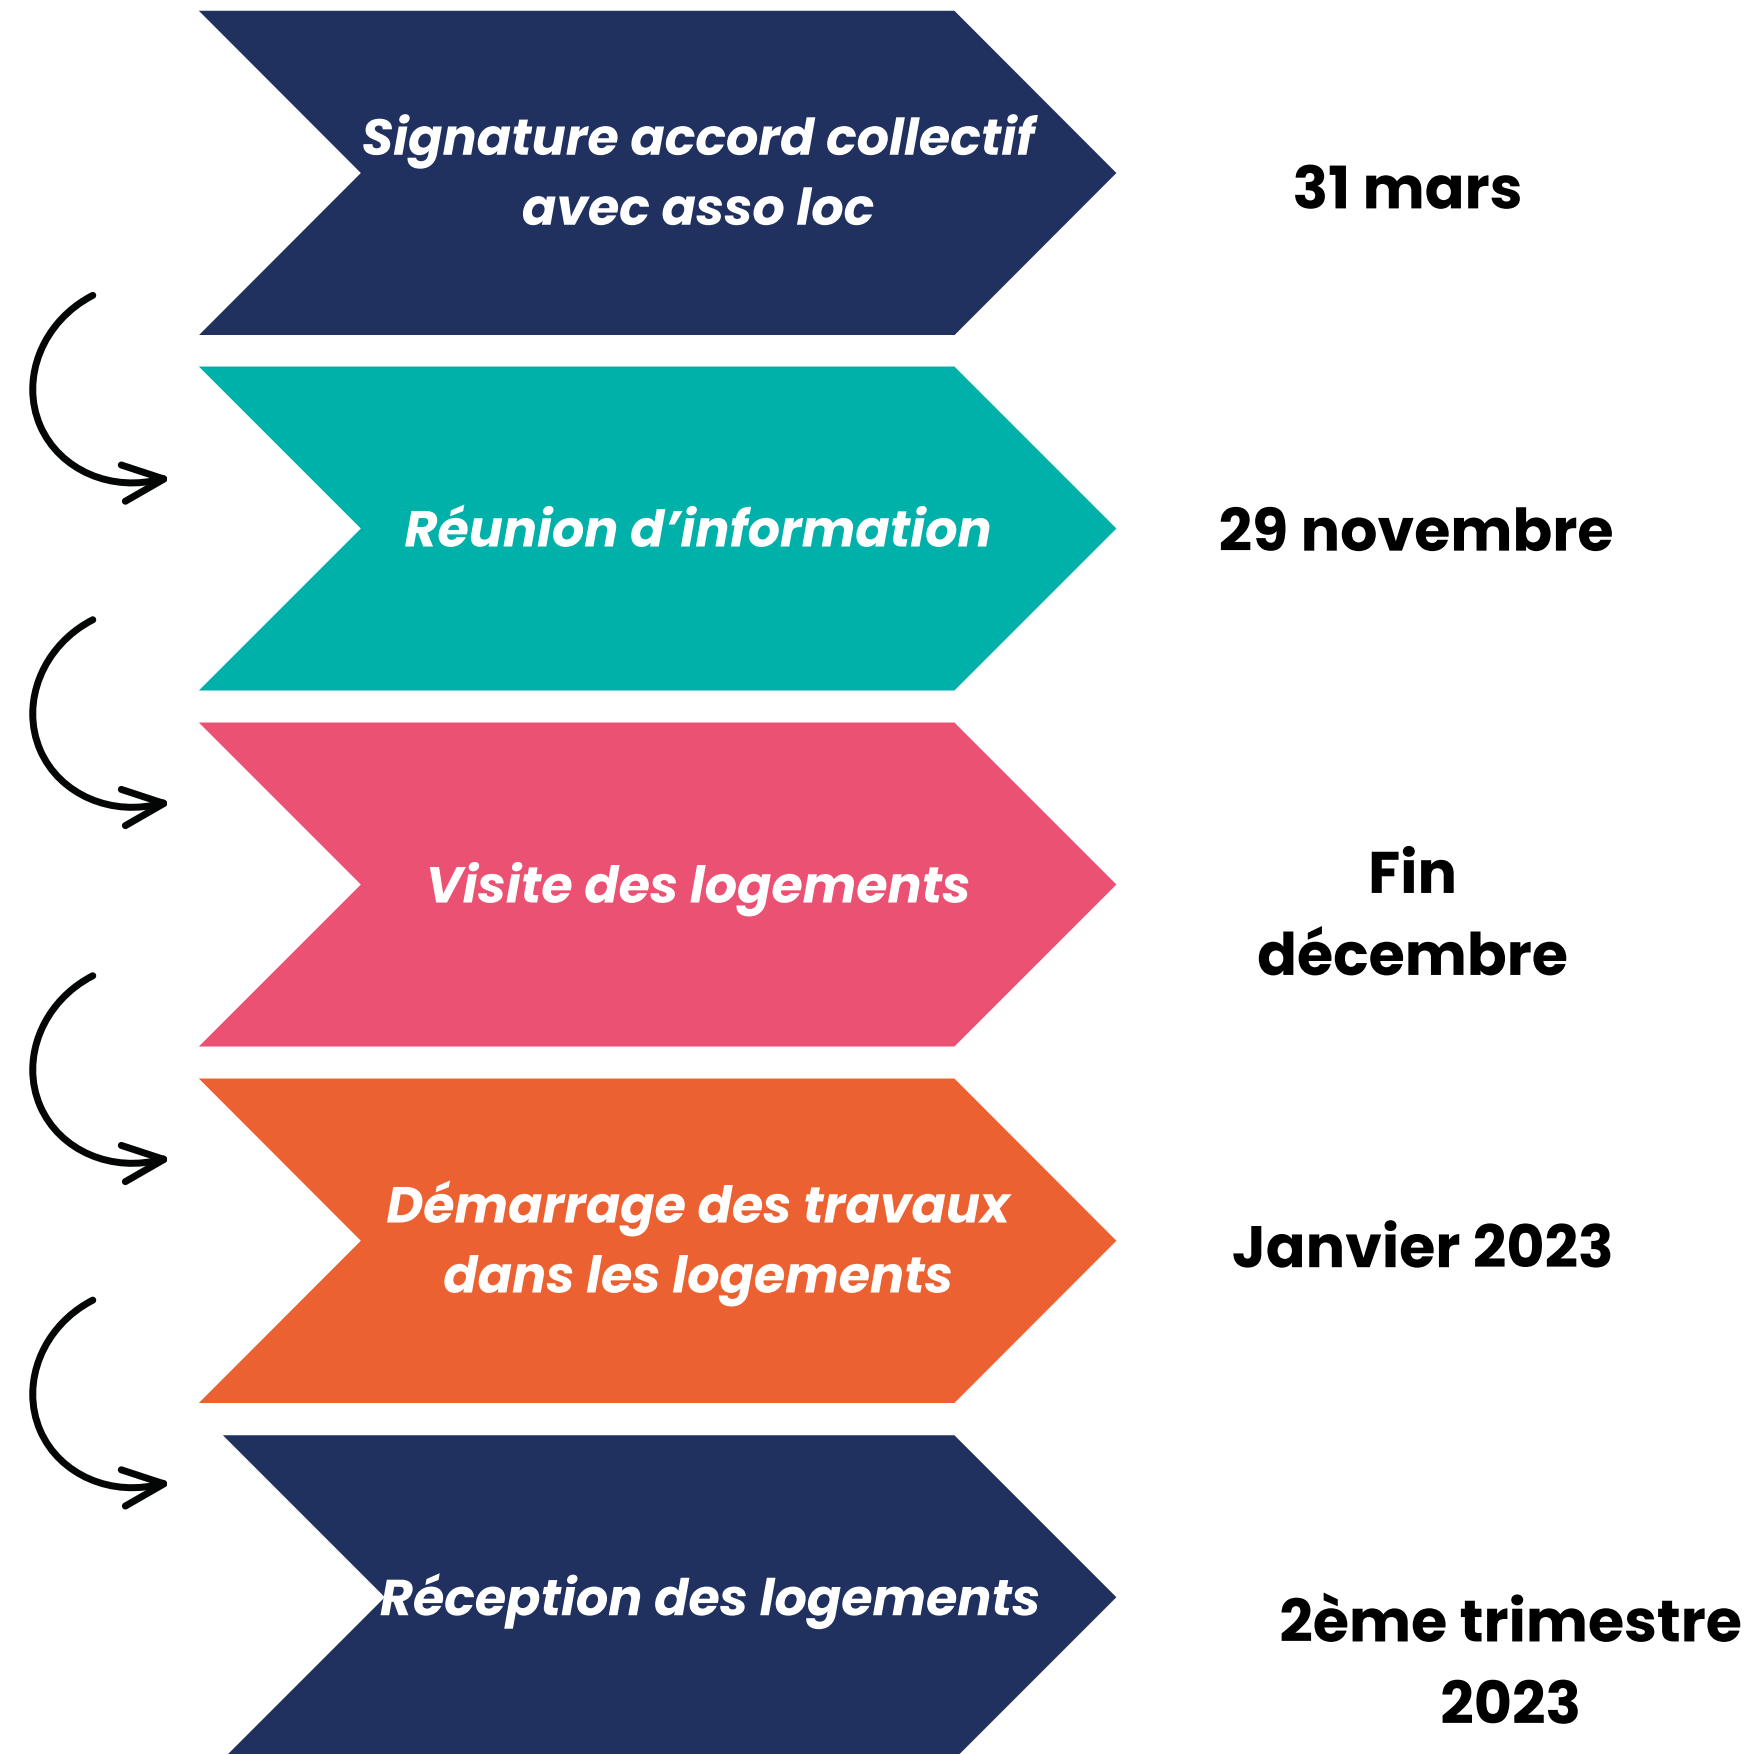 Signature accord collectif
avec asso loc
31 mars
Réunion d’information
29 novembre
Visite des logements
Fin
décembre
Démarrage des travaux
dans les logements
Janvier 2023
Réception des logements
2ème trimestre
2023